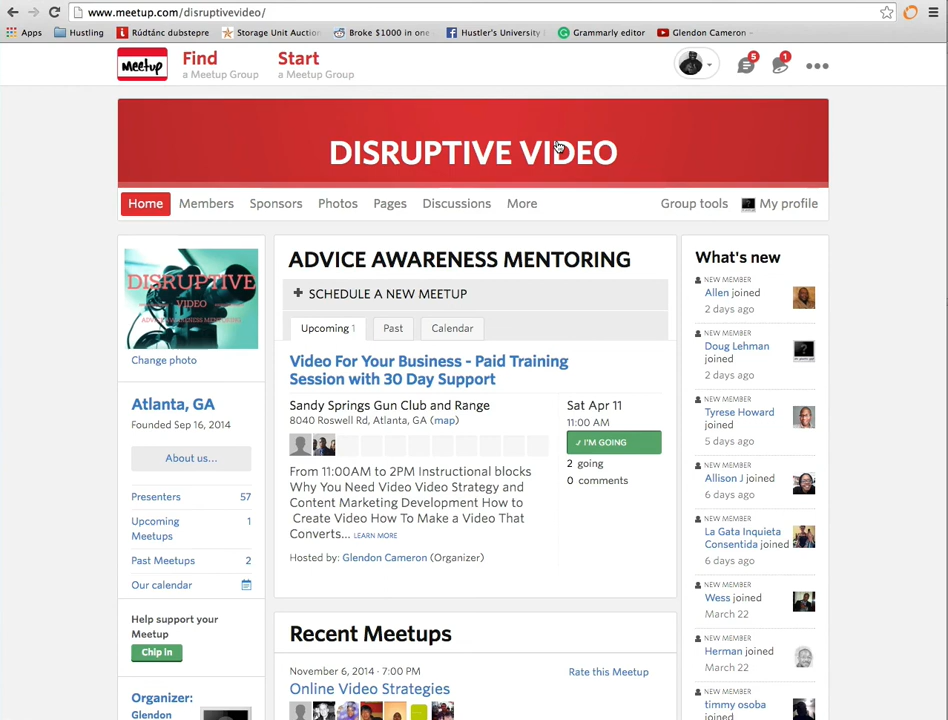 www.meetup.com/disruptivevideo/
Apps Hustling Rúdtánc dubstepre Storage Unit Auction Broke $1000 in one Hustler's University Grammarly editor Glendon Cameron -
Meetup
Find
a Meetup Group
Start
a Meetup Group
5
1
DISRUPTIVE VIDEO
Home Members Sponsors Photos Pages Discussions More Group tools My profile
DISRUPTIVE
VIDEO
ADVICE AWARENESS MENTORING
Change photo
Atlanta, GA
Founded Sep 16, 2014
About us...
Presenters 57
Upcoming
Meetups 1
Past Meetups 2
Our calendar
Help support your
Meetup
Chip in
Organizer:
Glendon
ADVICE AWARENESS MENTORING
+ SCHEDULE A NEW MEETUP
Upcoming 1 Past Calendar
Video For Your Business - Paid Training
Session with 30 Day Support
Sandy Springs Gun Club and Range
8040 Roswell Rd, Atlanta, GA (map)
Sat Apr 11
11:00 AM
✓ I'M GOING
2 going
0 comments
From 11:00AM to 2PM Instructional blocks
Why You Need Video Video Strategy and
Content Marketing Development How to
Create Video How To Make a Video That
Converts... LEARN MORE
Hosted by: Glendon Cameron (Organizer)
Recent Meetups
November 6, 2014 · 7:00 PM
Rate this Meetup
Online Video Strategies
What's new
NEW MEMBER
Allen joined
2 days ago
NEW MEMBER
Doug Lehman
joined
2 days ago
NEW MEMBER
Tyrese Howard
joined
5 days ago
NEW MEMBER
Allison J joined
6 days ago
NEW MEMBER
La Gata Inquieta
Consentida joined
6 days ago
NEW MEMBER
Wess joined
March 22
NEW MEMBER
Herman joined
March 22
NEW MEMBER
timmy osoba
joined